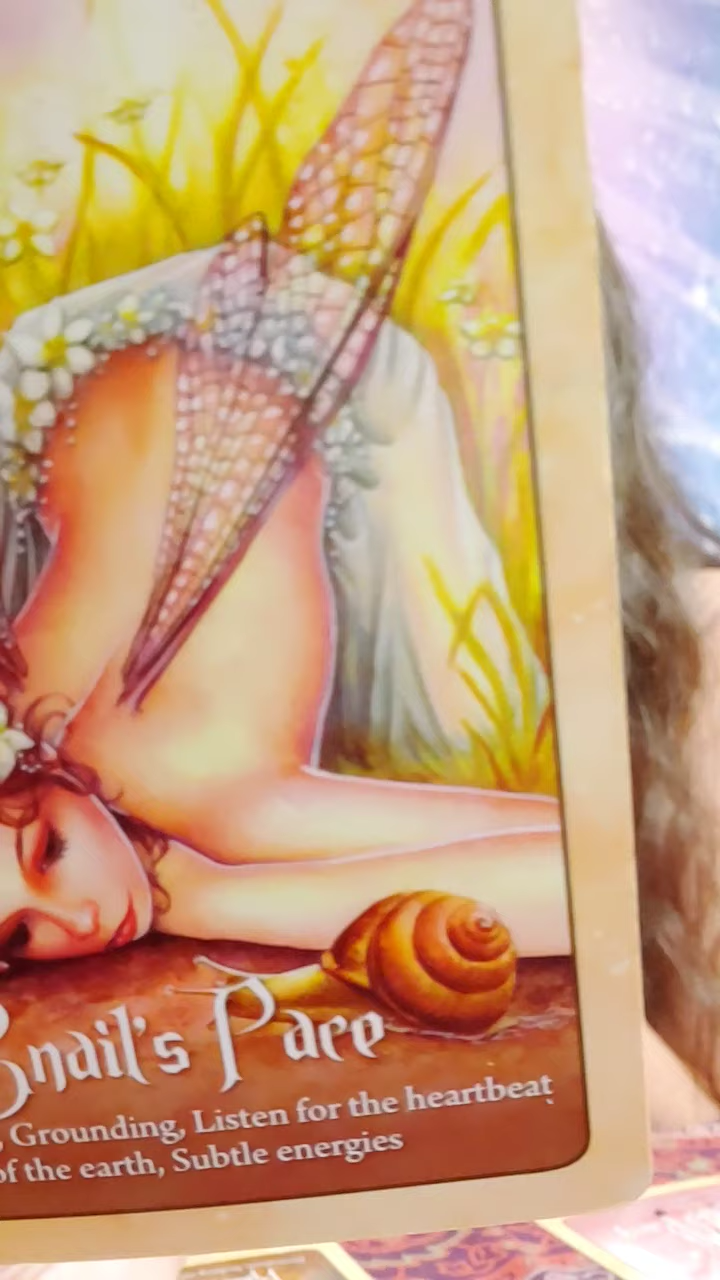 Snail's Pace
, Grounding, Listen for the heartbeat
of the earth, Subtle energies